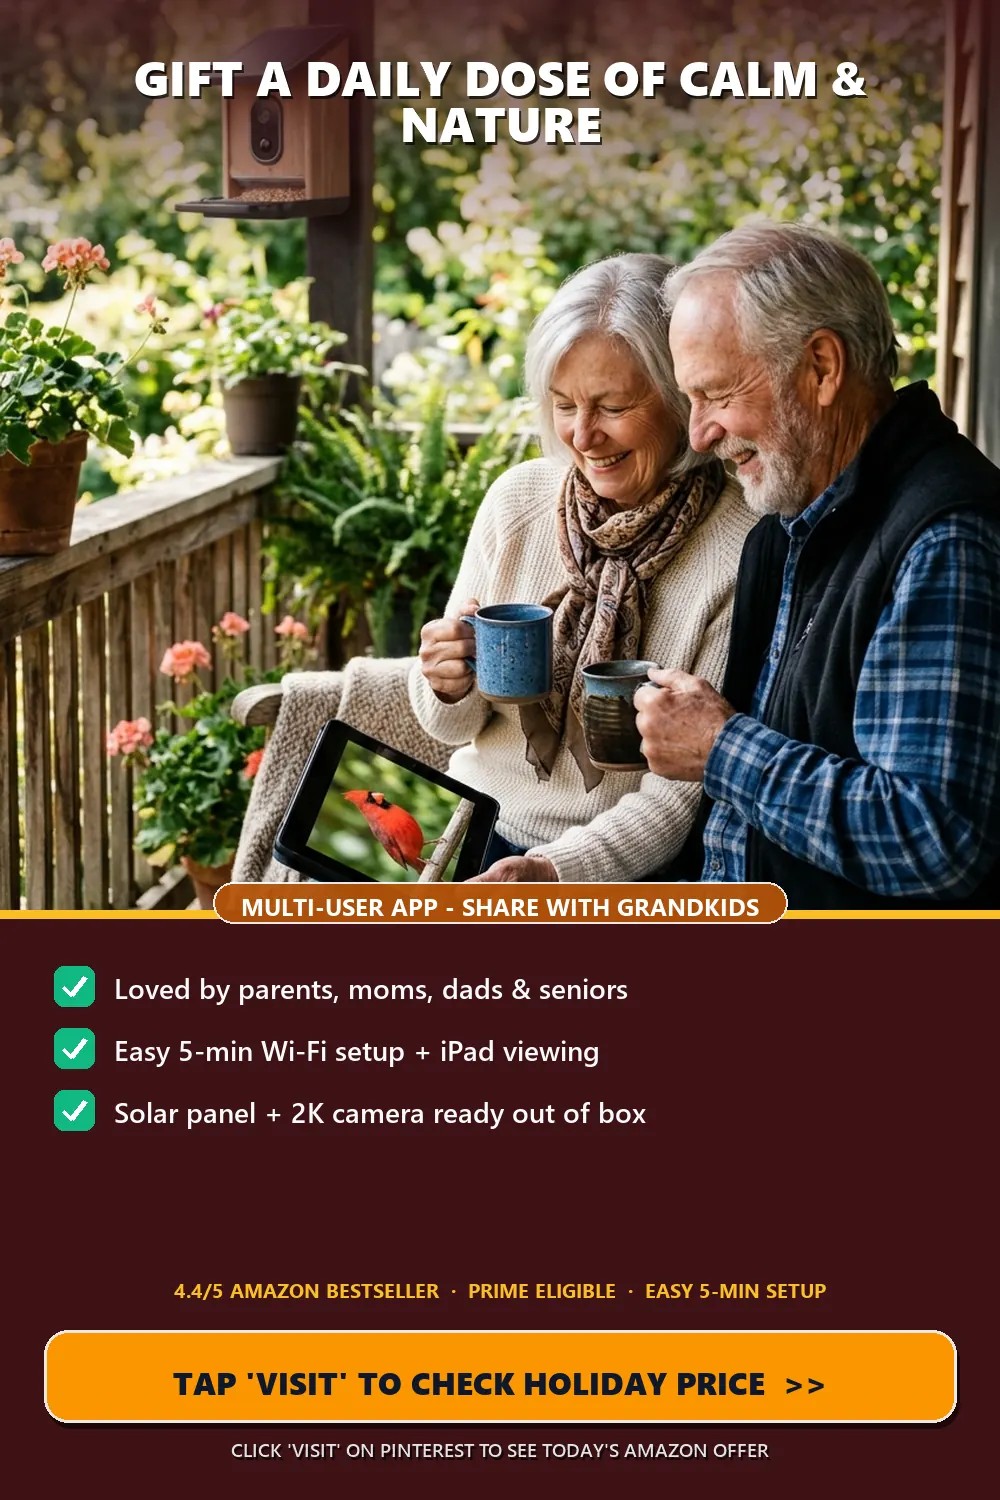 GIFT A DAILY DOSE OF CALM &
NATURE
MULTI-USER APP - SHARE WITH GRANDKIDS
Loved by parents, moms, dads & seniors
Easy 5-min Wi-Fi setup + iPad viewing
Solar panel + 2K camera ready out of box
4.4/5 AMAZON BESTSELLER · PRIME ELIGIBLE · EASY 5-MIN SETUP
TAP 'VISIT' TO CHECK HOLIDAY PRICE >>
CLICK 'VISIT' ON PINTEREST TO SEE TODAY'S AMAZON OFFER